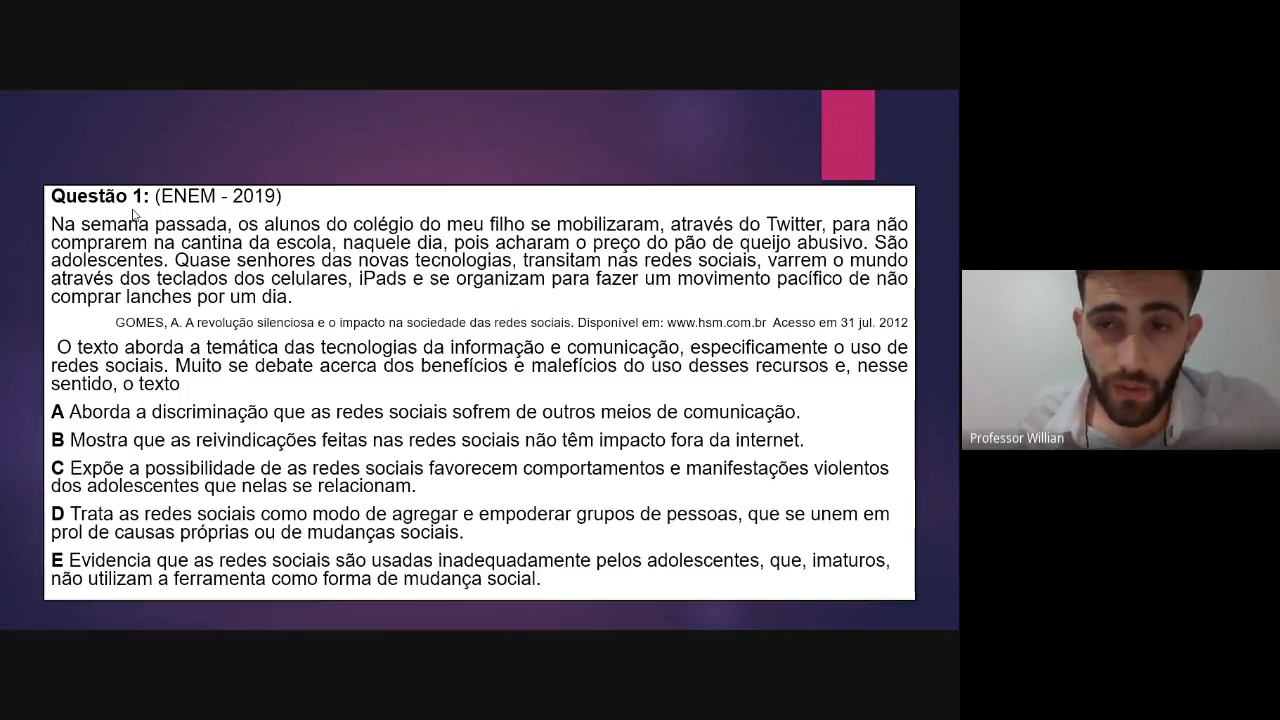 Questão 1: (ENEM - 2019)
Na semana passada, os alunos do colégio do meu filho se mobilizaram, através do Twitter, para não
comprarem na cantina da escola, naquele dia, pois acharam o preço do pão de queijo abusivo. São
adolescentes. Quase senhores das novas tecnologias, transitam nas redes sociais, varrem o mundo
através dos teclados dos celulares, iPads e se organizam para fazer um movimento pacífico de não
comprar lanches por um dia.
GOMES, A. A revolução silenciosa e o impacto na sociedade das redes sociais. Disponível em: www.hsm.com.br Acesso em 31 jul. 2012
O texto aborda a temática das tecnologias da informação e comunicação, especificamente o uso de
redes sociais. Muito se debate acerca dos benefícios e malefícios do uso desses recursos e, nesse
sentido, o texto
A Aborda a discriminação que as redes sociais sofrem de outros meios de comunicação.
B Mostra que as reivindicações feitas nas redes sociais não têm impacto fora da internet.
C Expõe a possibilidade de as redes sociais favorecem comportamentos e manifestações violentos
dos adolescentes que nelas se relacionam.
D Trata as redes sociais como modo de agregar e empoderar grupos de pessoas, que se unem em
prol de causas próprias ou de mudanças sociais.
E Evidencia que as redes sociais são usadas inadequadamente pelos adolescentes, que, imaturos,
não utilizam a ferramenta como forma de mudança social.
Professor Willian